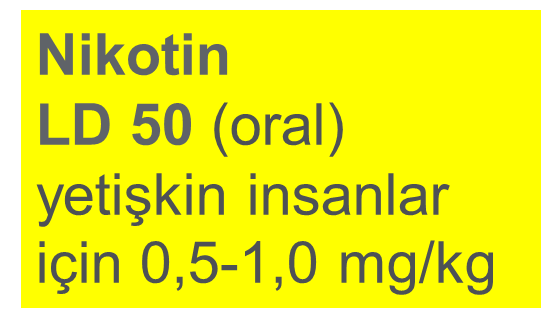 Nikotin
LD 50 (oral)
yetişkin insanlar
için 0,5-1,0 mg/kg